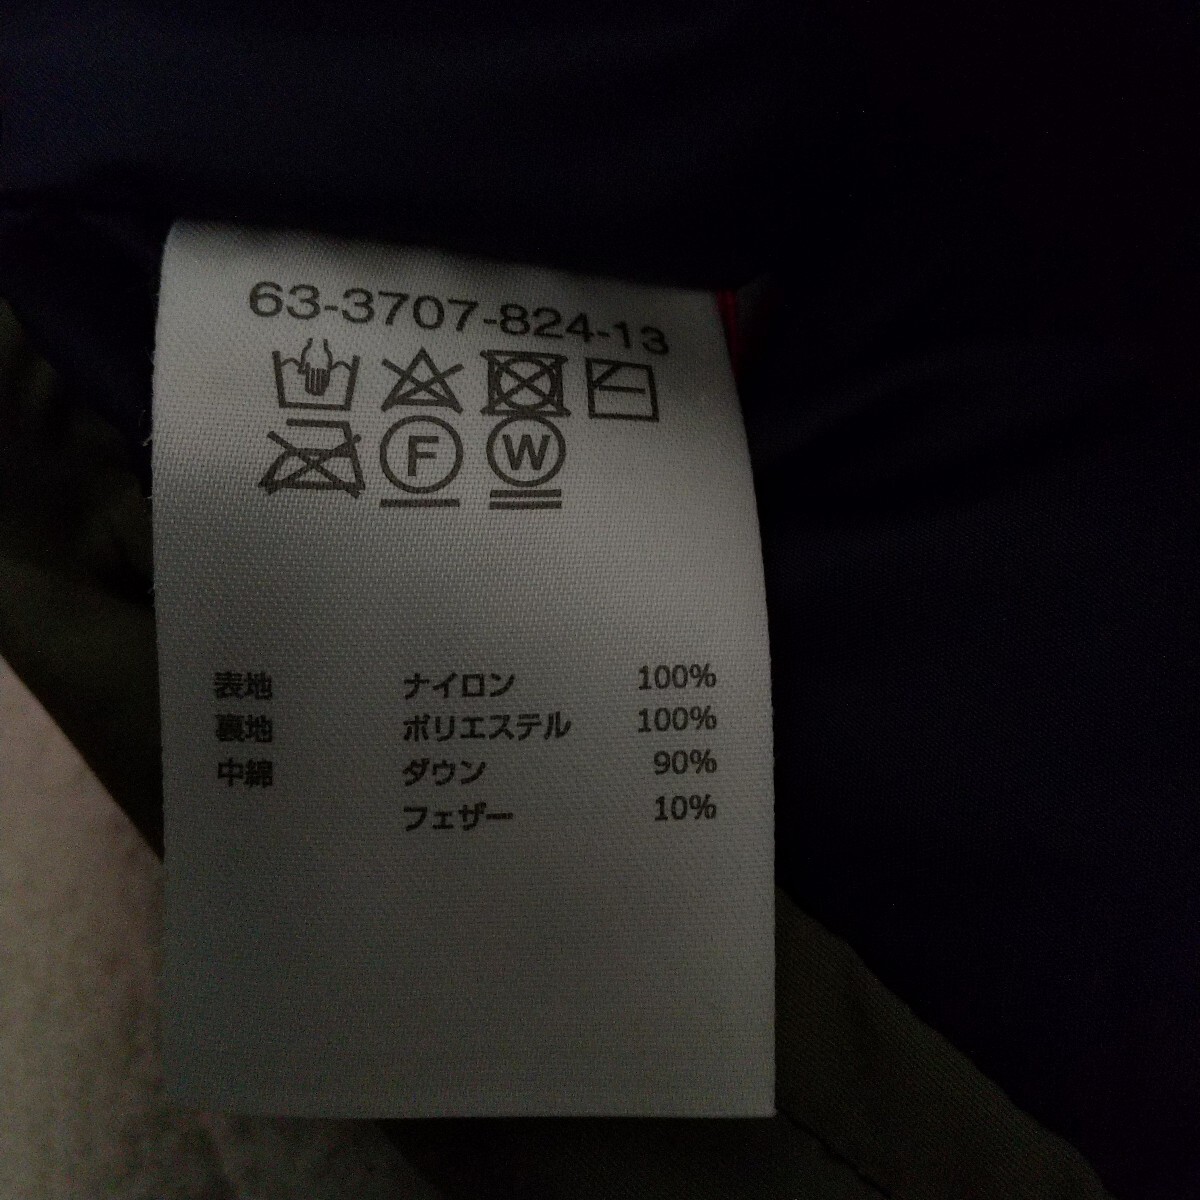 63-3707-824-13
F W
表地 ナイロン 100%
裏地 ポリエステル 100%
中綿 ダウン 90%
フェザー 10%